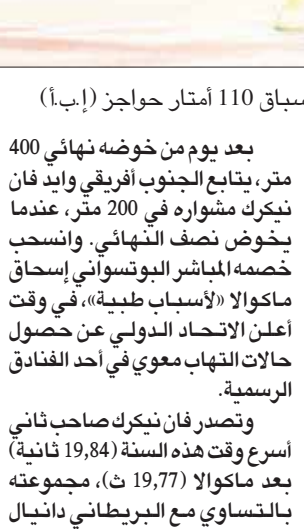 سباق 110 أمتار حواجز (إ.ب.أ)
بعد يوم من خوضه نهائي 400
متر، يتابع الجنوب أفريقي وايد فان
نيكرك مشواره في 200 متر، عندما
يخوض نصف النهائي. وانسحب
خصمه المباشر البوتسواني إسحاق
ماكوالا «لأسباب طبية»، في وقت
أعلن الاتحاد الدولي عن حصول
حالات التهاب معوي في أحد الفنادق
الرسمية.
وتصدر فان نيكرك صاحب ثاني
أسرع وقت هذه السنة (19,84 ثانية)
بعد ماكوالا (19,77 ث)، مجموعته
بالتساوي مع البريطاني دانيال